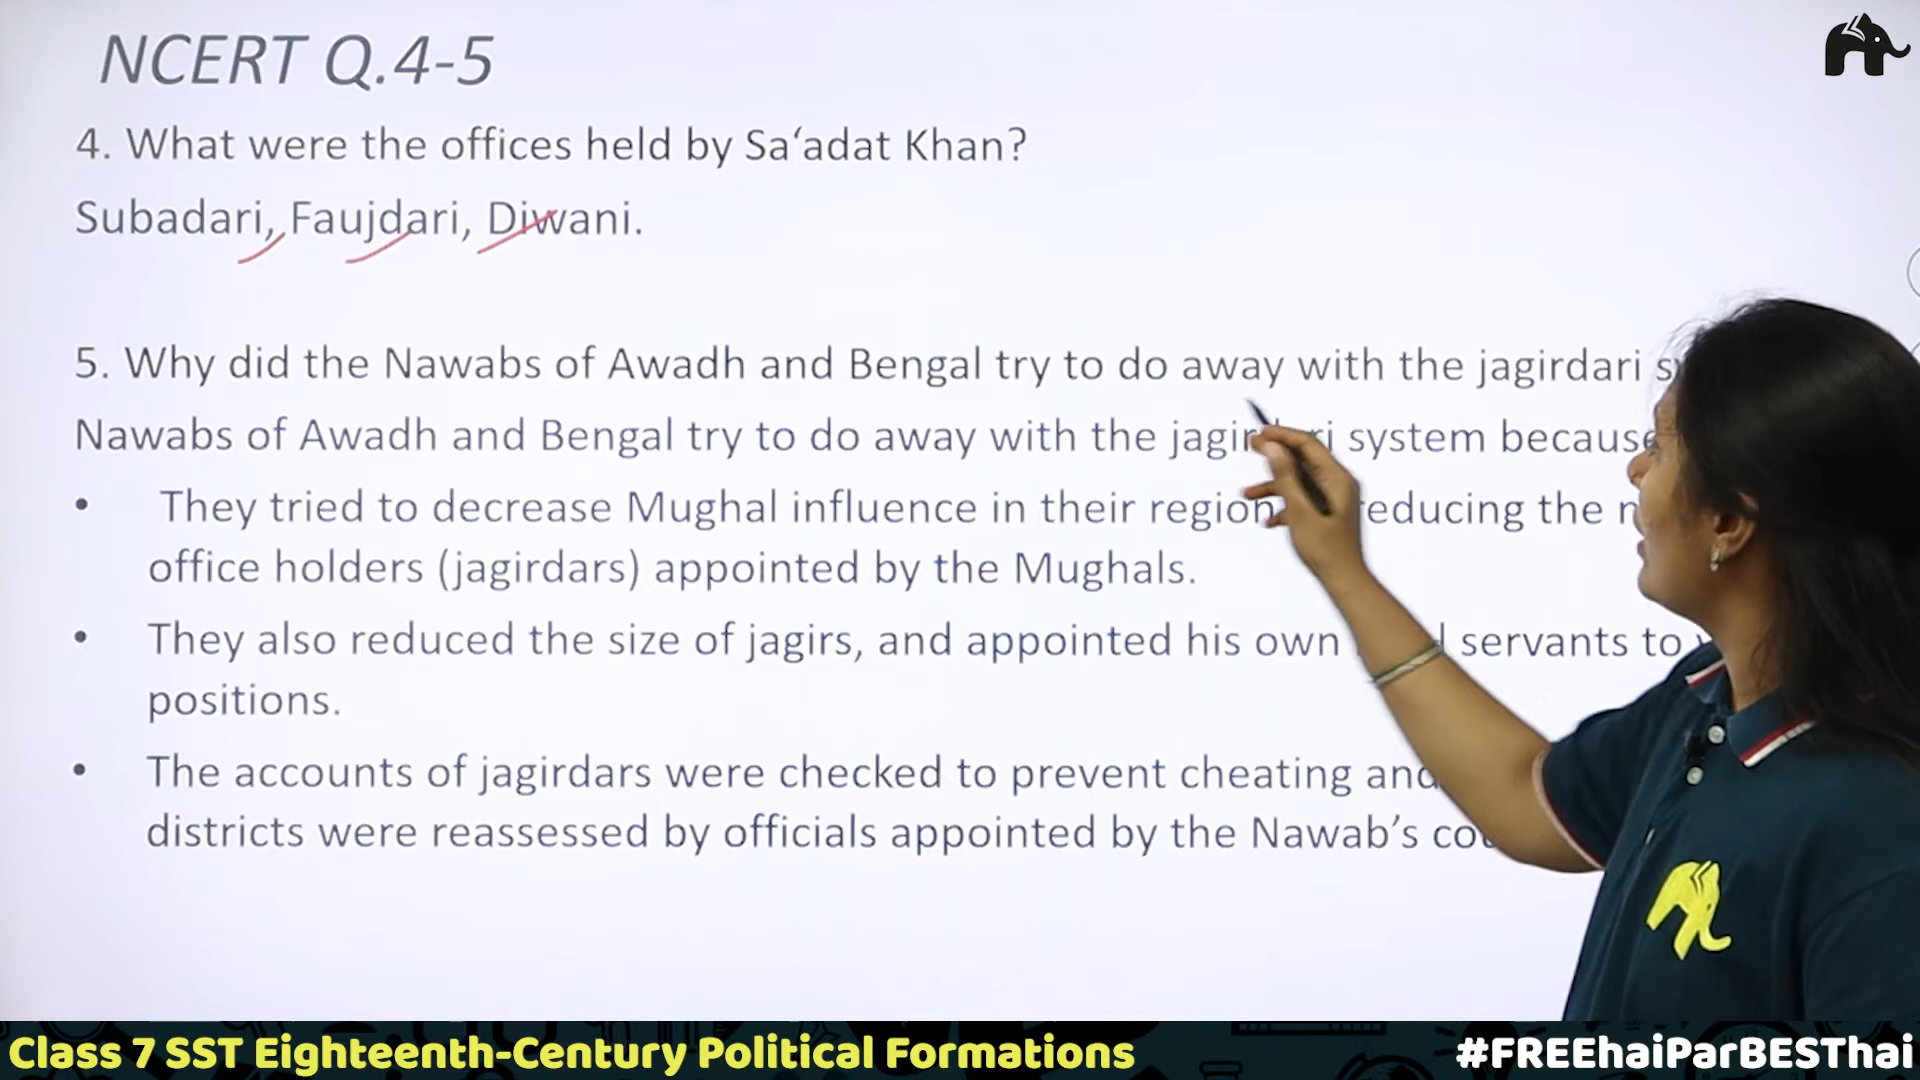 NCERT Q.4-5
4. What were the offices held by Sa‘adat Khan?
Subadari, Faujdari, Diwani.
5. Why did the Nawabs of Awadh and Bengal try to do away with the jagirdari
Nawabs of Awadh and Bengal try to do away with the system because
• They tried to decrease Mughal influence in their the
office holders (jagirdars) appointed by the Mughals.
• They also reduced the size of jagirs, and appointed his own servants to
positions.
• The accounts of jagirdars were checked to prevent cheating
districts were reassessed by officials appointed by the Nawab’s
Class 7 SST Eighteenth-Century Political Formations
#FREEhaiParBESThai